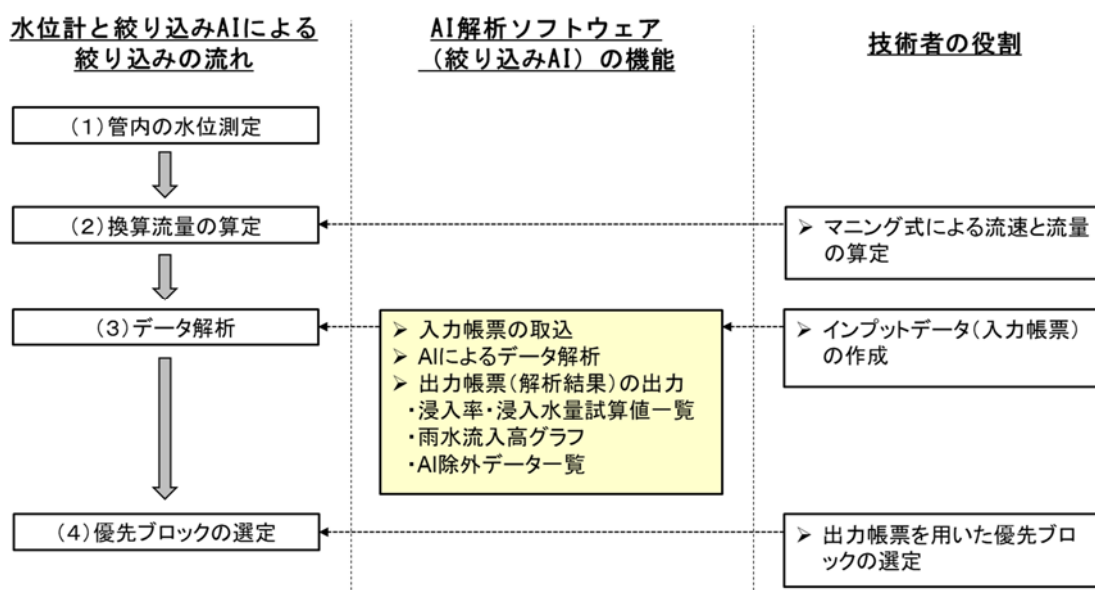 水位計と絞り込みAIによる
絞り込みの流れ
AI解析ソフトウェア
（絞り込みAI）の機能
技術者の役割
（１）管内の水位測定
（２）換算流量の算定
➢ マニング式による流速と流量
の算定
（３）データ解析
➢ 入力帳票の取込
➢ AIによるデータ解析
➢ 出力帳票（解析結果）の出力
・浸入率・浸入水量試算値一覧
・雨水流入高グラフ
・AI除外データ一覧
➢ インプットデータ（入力帳票）
の作成
（４）優先ブロックの選定
➢ 出力帳票を用いた優先ブロ
ックの選定